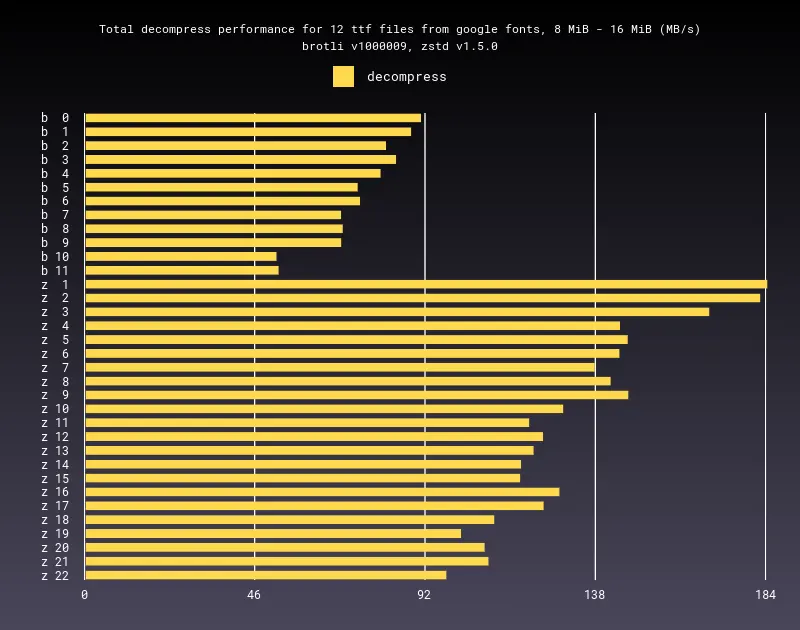 Total decompress performance for 12 ttf files from google fonts, 8 MiB - 16 MiB (MB/s)
brotli v1000009, zstd v1.5.0
decompress
b 0
b 1
b 2
b 3
b 4
b 5
b 6
b 7
b 8
b 9
b 10
b 11
z 1
z 2
z 3
z 4
z 5
z 6
z 7
z 8
z 9
z 10
z 11
z 12
z 13
z 14
z 15
z 16
z 17
z 18
z 19
z 20
z 21
z 22
0 46 92 138 184